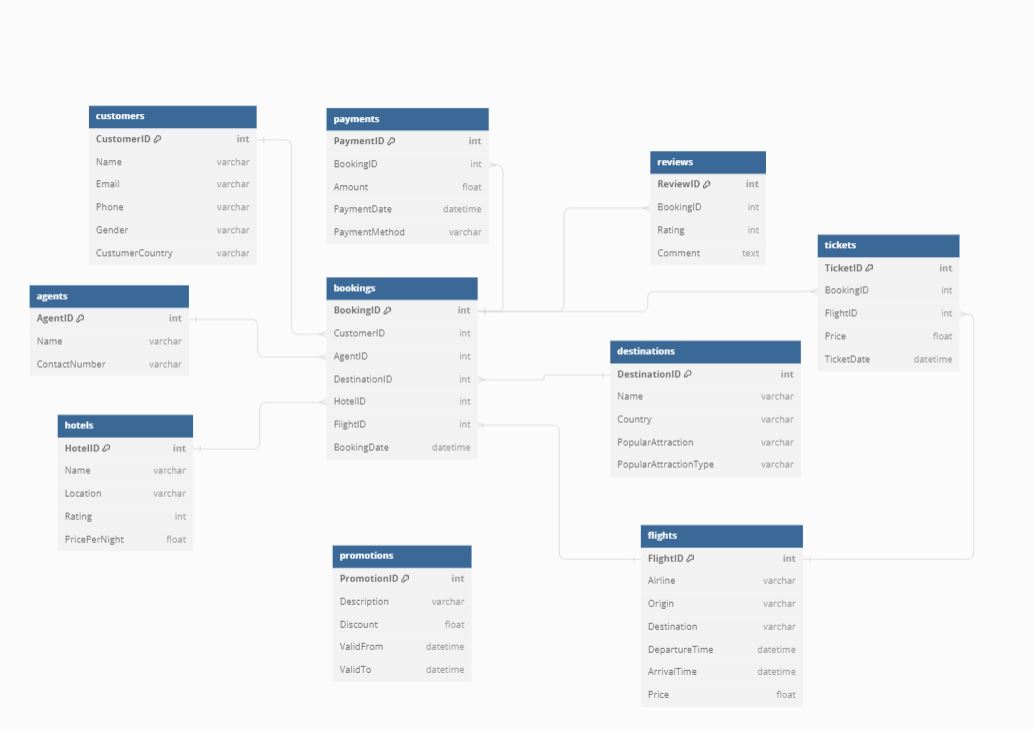 customers
CustomerID int
Name varchar
Email varchar
Phone varchar
Gender varchar
CustumerCountry varchar
payments
PaymentID int
BookingID int
Amount float
PaymentDate datetime
PaymentMethod varchar
reviews
ReviewID int
BookingID int
Rating int
Comment text
tickets
TicketID int
BookingID int
FlightID int
Price float
TicketDate datetime
agents
AgentID int
Name varchar
ContactNumber varchar
bookings
BookingID int
CustomerID int
AgentID int
DestinationID int
HotelID int
FlightID int
BookingDate datetime
destinations
DestinationID int
Name varchar
Country varchar
PopularAttraction varchar
PopularAttractionType varchar
hotels
HotelID int
Name varchar
Location varchar
Rating int
PricePerNight float
promotions
PromotionID int
Description varchar
Discount float
ValidFrom datetime
ValidTo datetime
flights
FlightID int
Airline varchar
Origin varchar
Destination varchar
DepartureTime datetime
ArrivalTime datetime
Price float